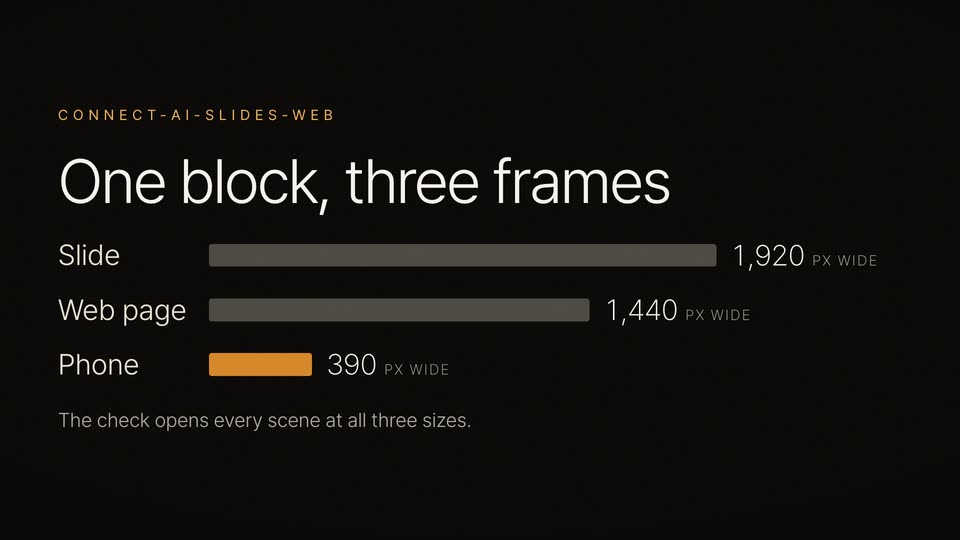 CONNECT-AI-SLIDES-WEB
One block, three frames
Slide 1,920 PX WIDE
Web page 1,440 PX WIDE
Phone 390 PX WIDE
The check opens every scene at all three sizes.